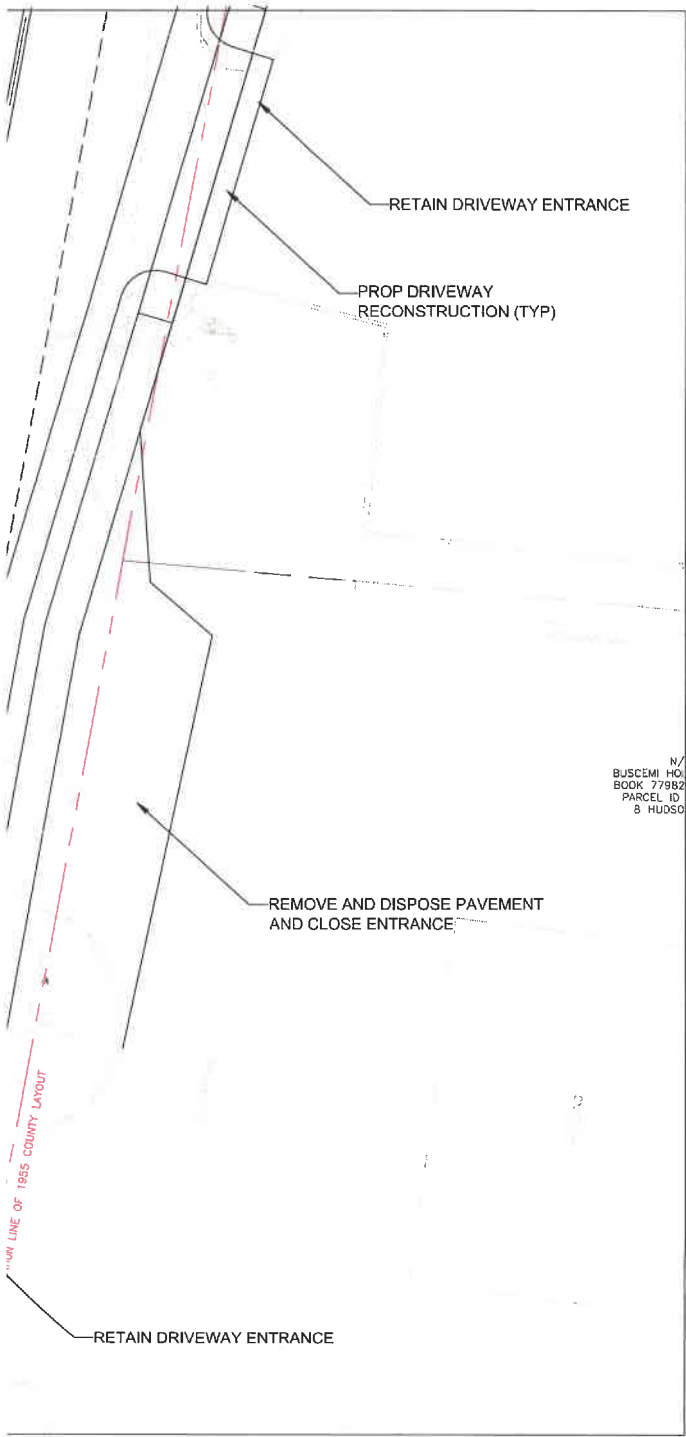 RETAIN DRIVEWAY ENTRANCE
PROP DRIVEWAY
RECONSTRUCTION (TYP)
N/
BUSCEMI HO
BOOK 77982
PARCEL ID
8 HUDSO
REMOVE AND DISPOSE PAVEMENT
AND CLOSE ENTRANCE
LINE OF 1955 COUNTY LAYOUT
RETAIN DRIVEWAY ENTRANCE